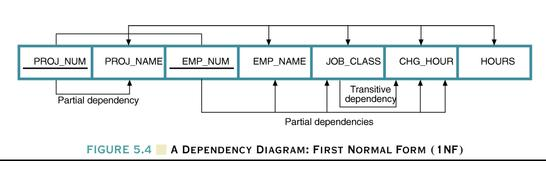 PROJ_NUM PROJ_NAME EMP_NUM EMP_NAME JOB_CLASS CHG_HOUR HOURS
Partial dependency
Transitive
dependency
Partial dependencies
FIGURE 5.4 A DEPENDENCY DIAGRAM: FIRST NORMAL FORM (1NF)